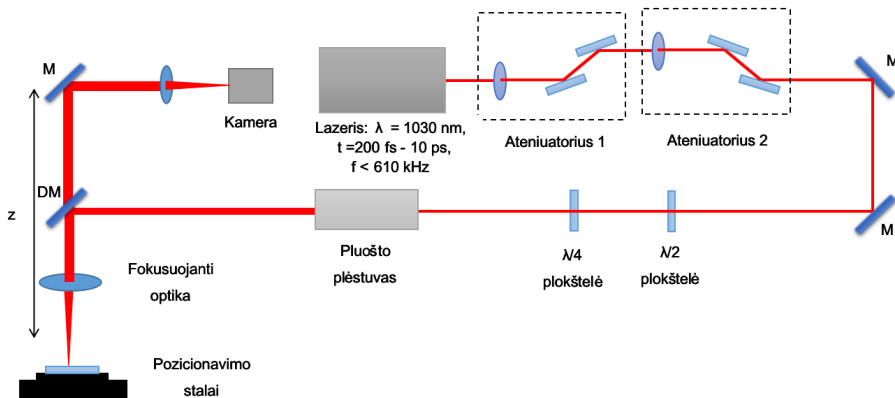 M
Kamera
Lazeris: λ = 1030 nm,
t =200 fs - 10 ps,
f < 610 kHz
Ateniuatorius 1
Ateniuatorius 2
M
DM
z
Pluošto
plėstuvas
λ/4
plokštelė
λ/2
plokštelė
M
Fokusuojanti
optika
Pozicionavimo
stalai